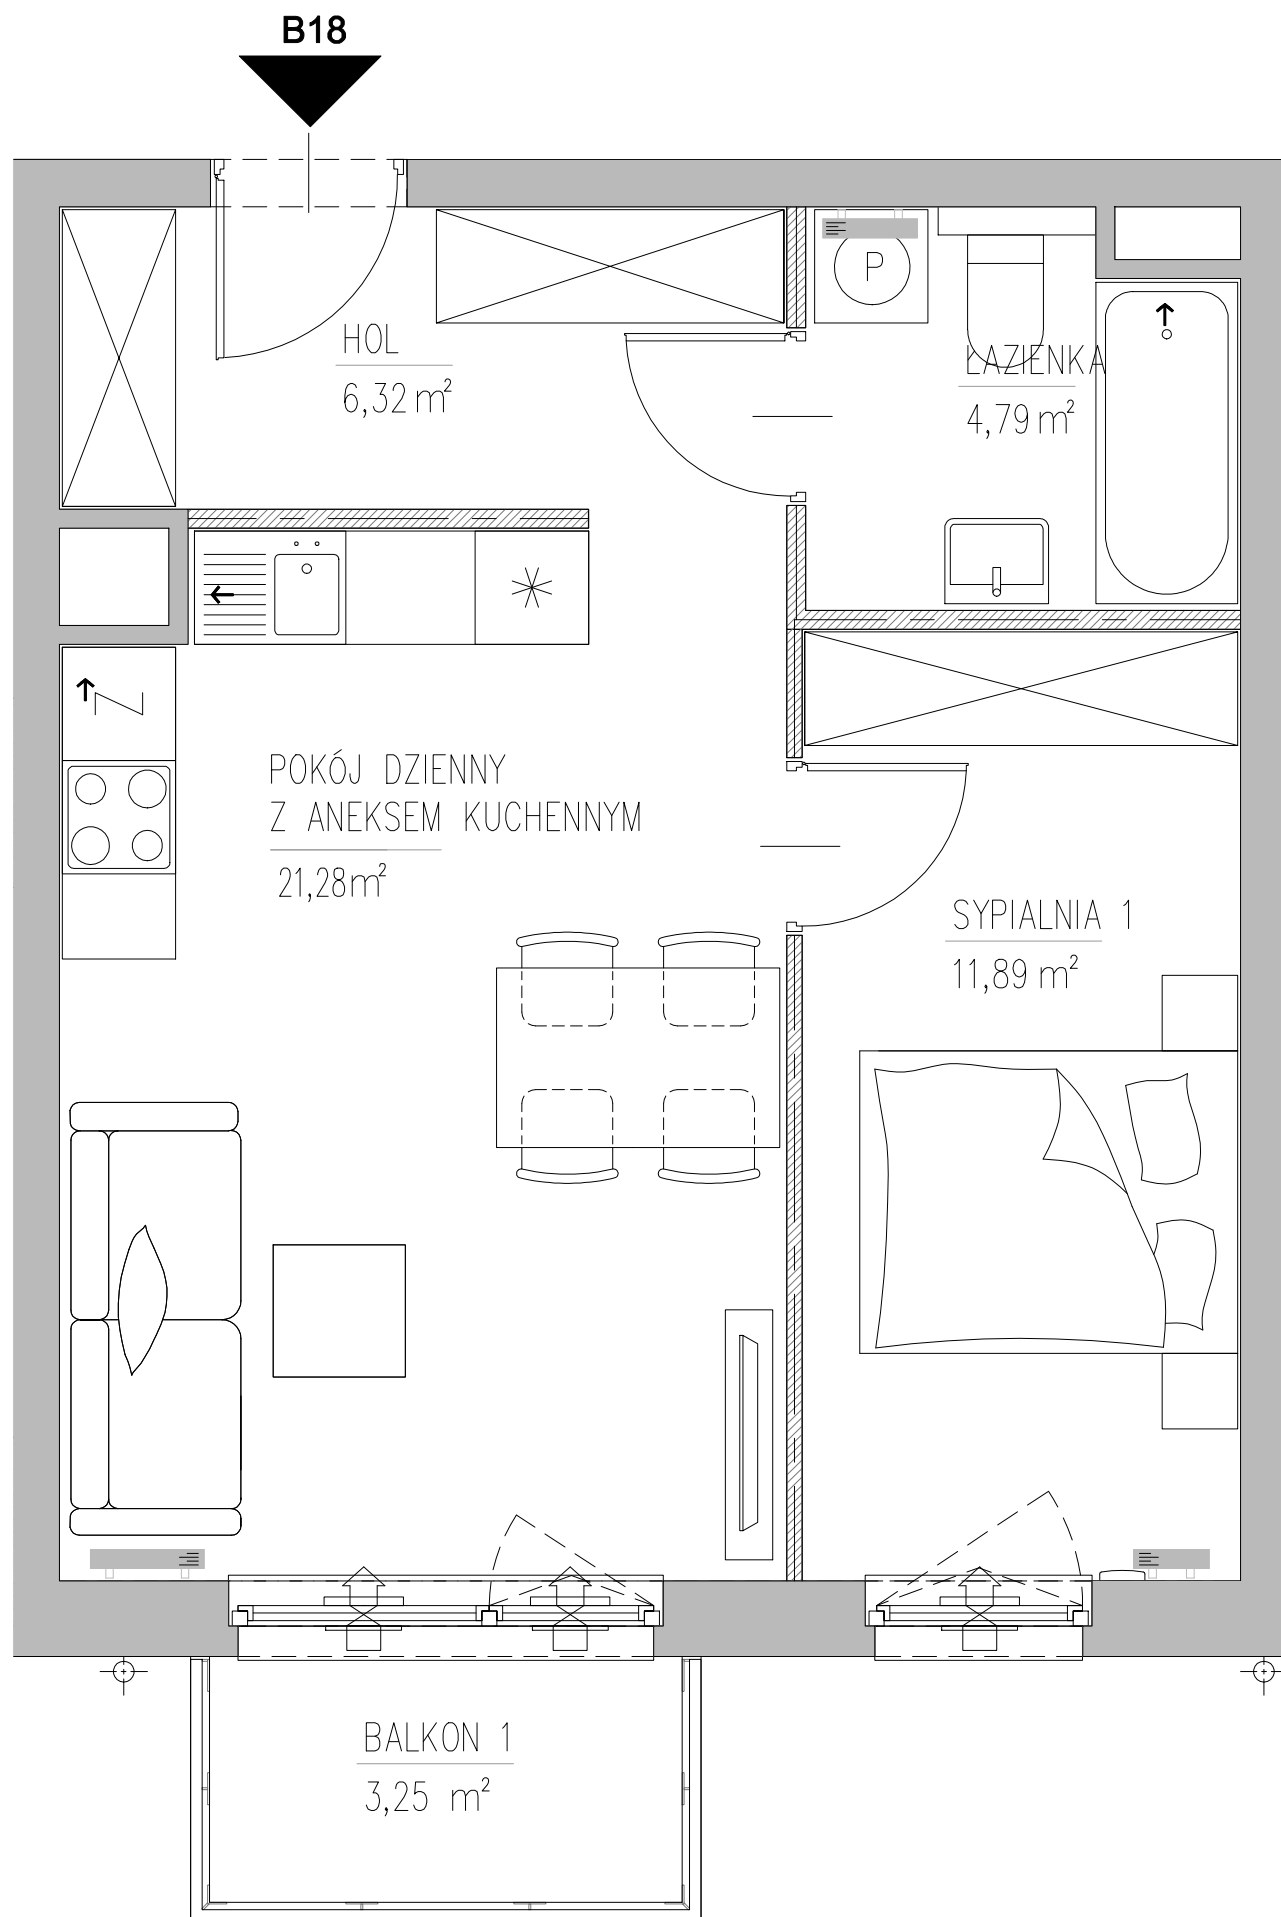 B18
HOL
6,32 m²
P
ŁAZIENKA
4,79 m²
Z
POKÓJ DZIENNY
Z ANEKSEM KUCHENNYM
21,28m²
SYPIALNIA 1
11,89 m²
BALKON 1
3,25 m²